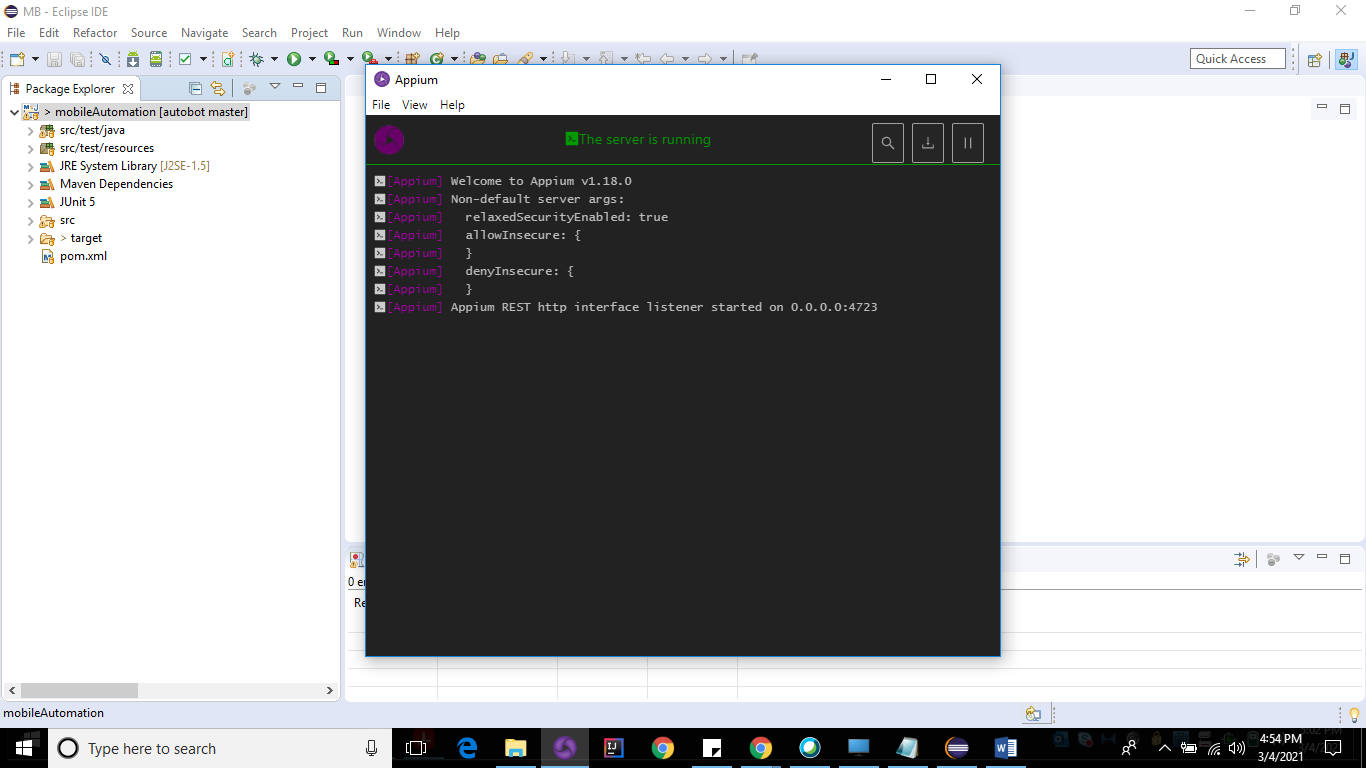 MB - Eclipse IDE
File Edit Refactor Source Navigate Search Project Run Window Help
Quick Access
Package Explorer
> mobileAutomation [autobot master]
src/test/java
src/test/resources
JRE System Library [J2SE-1.5]
Maven Dependencies
JUnit 5
src
> target
pom.xml
Appium
File View Help
The server is running
[Appium] Welcome to Appium v1.18.0
[Appium] Non-default server args:
[Appium] relaxedSecurityEnabled: true
[Appium] allowInsecure: {
[Appium] }
[Appium] denyInsecure: {
[Appium] }
[Appium] Appium REST http interface listener started on 0.0.0.0:4723
0 er
Re
mobileAutomation
Type here to search
4:54 PM
3/4/2021